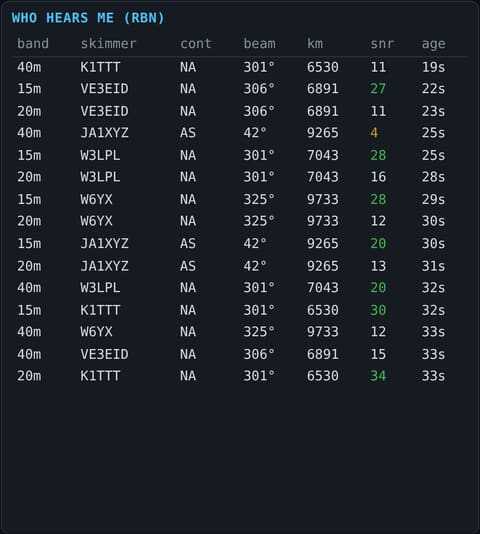 WHO HEARS ME (RBN)
band skimmer cont beam km snr age
40m K1TTT NA 301° 6530 11 19s
15m VE3EID NA 306° 6891 27 22s
20m VE3EID NA 306° 6891 11 23s
40m JA1XYZ AS 42° 9265 4 25s
15m W3LPL NA 301° 7043 28 25s
20m W3LPL NA 301° 7043 16 28s
15m W6YX NA 325° 9733 28 29s
20m W6YX NA 325° 9733 12 30s
15m JA1XYZ AS 42° 9265 20 30s
20m JA1XYZ AS 42° 9265 13 31s
40m W3LPL NA 301° 7043 20 32s
15m K1TTT NA 301° 6530 30 32s
40m W6YX NA 325° 9733 12 33s
40m VE3EID NA 306° 6891 15 33s
20m K1TTT NA 301° 6530 34 33s